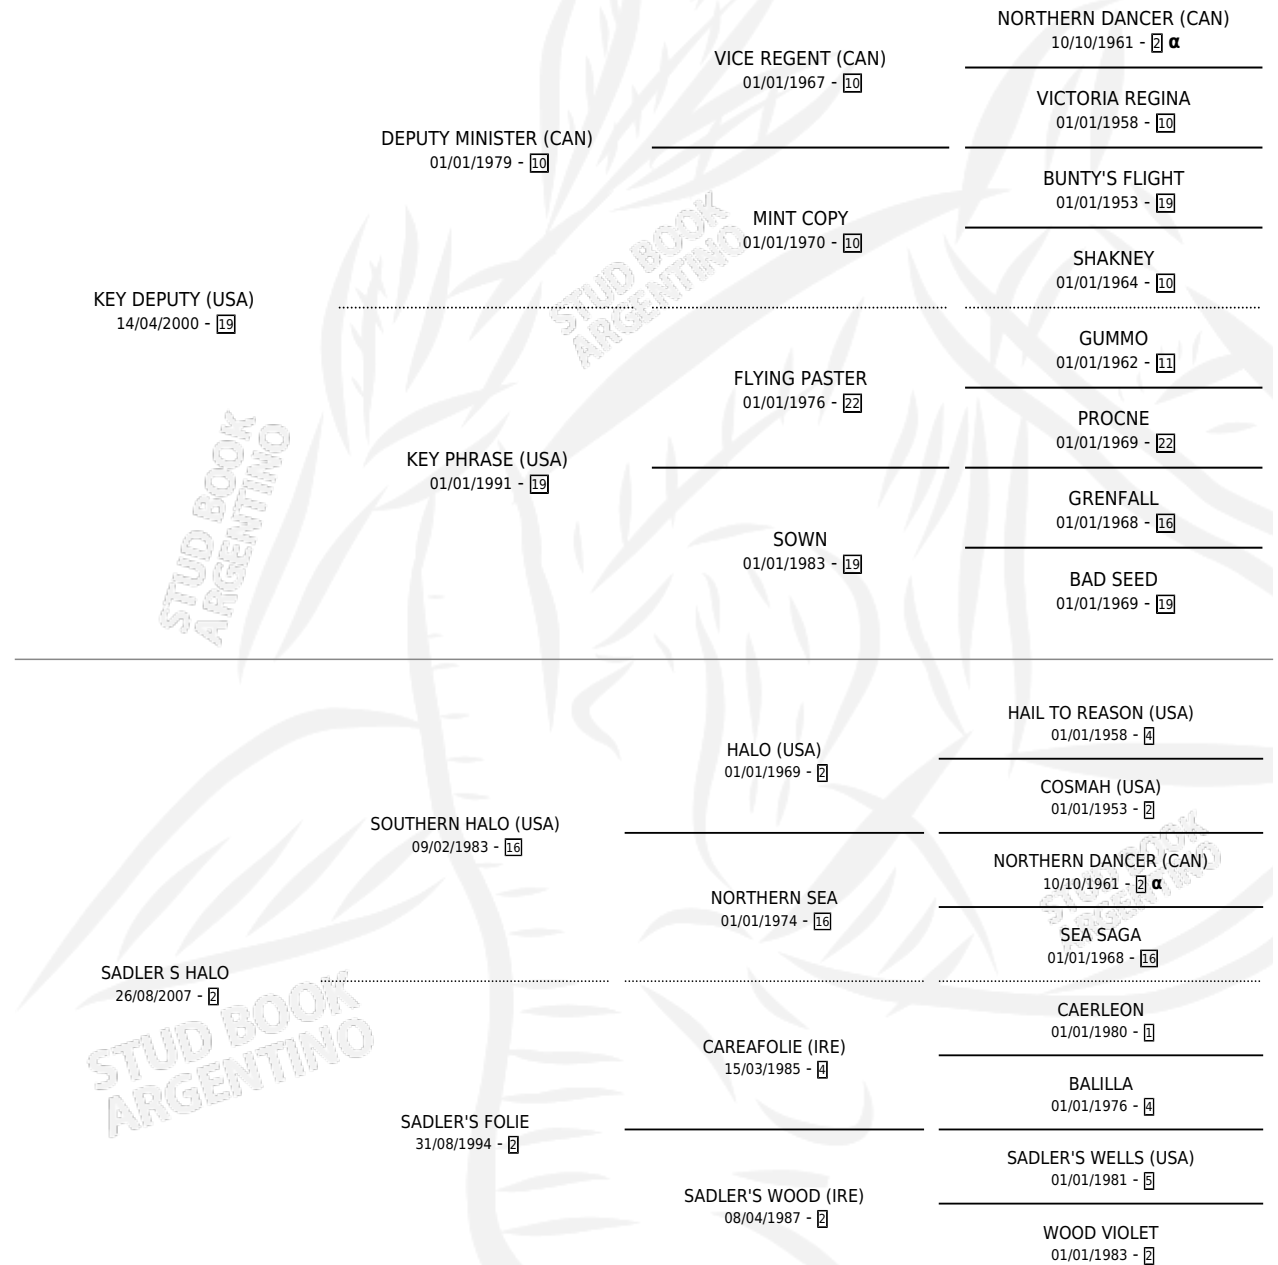 NORTHERN DANCER (CAN)
10/10/1961 - 2 α
VICE REGENT (CAN)
01/01/1967 - 10
VICTORIA REGINA
01/01/1958 - 10
DEPUTY MINISTER (CAN)
01/01/1979 - 10
BUNTY'S FLIGHT
01/01/1953 - 19
MINT COPY
01/01/1970 - 10
SHAKNEY
01/01/1964 - 10
KEY DEPUTY (USA)
14/04/2000 - 19
GUMMO
01/01/1962 - 11
FLYING PASTER
01/01/1976 - 22
PROCNE
01/01/1969 - 22
KEY PHRASE (USA)
01/01/1991 - 19
GRENFALL
01/01/1968 - 16
SOWN
01/01/1983 - 19
BAD SEED
01/01/1969 - 19
STUD BOOK
ARGENTINO
STUD BOOK
ARGENTINO
HAIL TO REASON (USA)
01/01/1958 - 4
HALO (USA)
01/01/1969 - 2
COSMAH (USA)
01/01/1953 - 2
SOUTHERN HALO (USA)
09/02/1983 - 16
NORTHERN DANCER (CAN)
10/10/1961 - 2 α
NORTHERN SEA
01/01/1974 - 16
SEA SAGA
01/01/1968 - 16
STUD BOOK
ARGENTINO
SADLER S HALO
26/08/2007 - 2
CAERLEON
01/01/1980 - 1
CAREAFOLIE (IRE)
15/03/1985 - 4
BALILLA
01/01/1976 - 4
SADLER'S FOLIE
31/08/1994 - 2
SADLER'S WELLS (USA)
01/01/1981 - 5
SADLER'S WOOD (IRE)
08/04/1987 - 2
WOOD VIOLET
01/01/1983 - 2
STUD BOOK
ARGENTINO